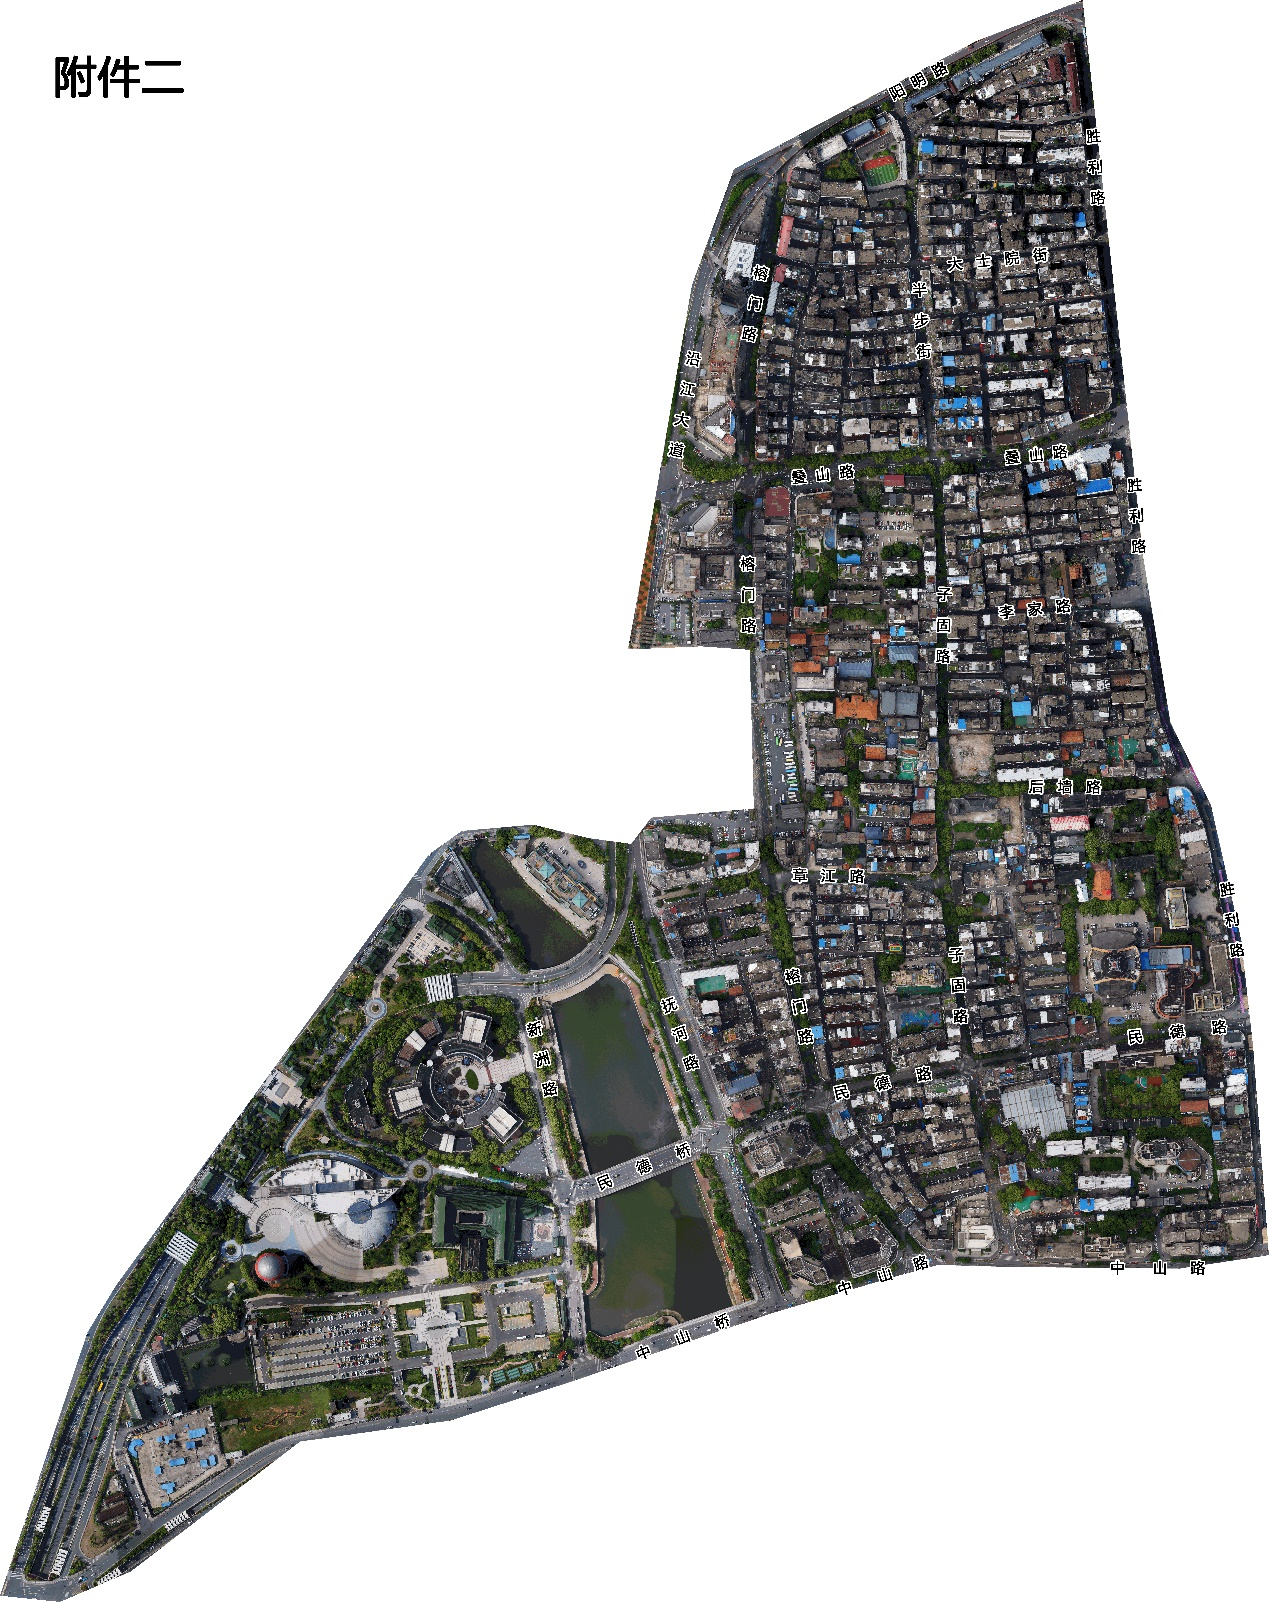 附件二
阳明路
胜利路
大士院街
榕门路
半步街
沿江大道
叠山路
叠山路
胜利路
榕门路
子固路
李家路
后墙路
章江路
胜利路
子固路
榕门路
抚河路
新洲路
民德路
民德路
民德桥
中山路
中山路
中山桥